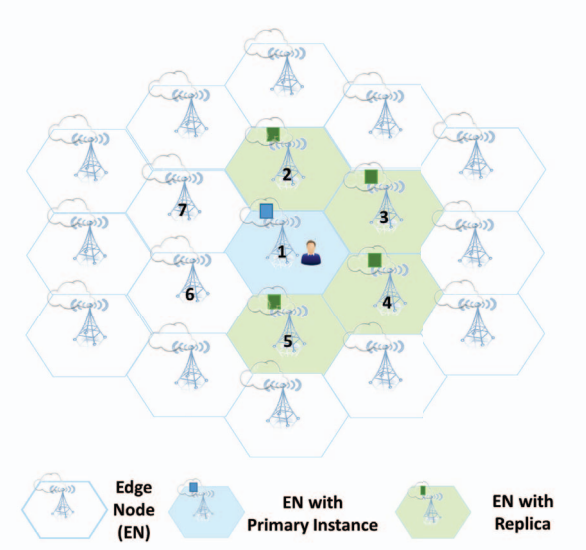 2
7
3
1
6
4
5
Edge
Node
(EN)
EN with
Primary Instance
EN with
Replica